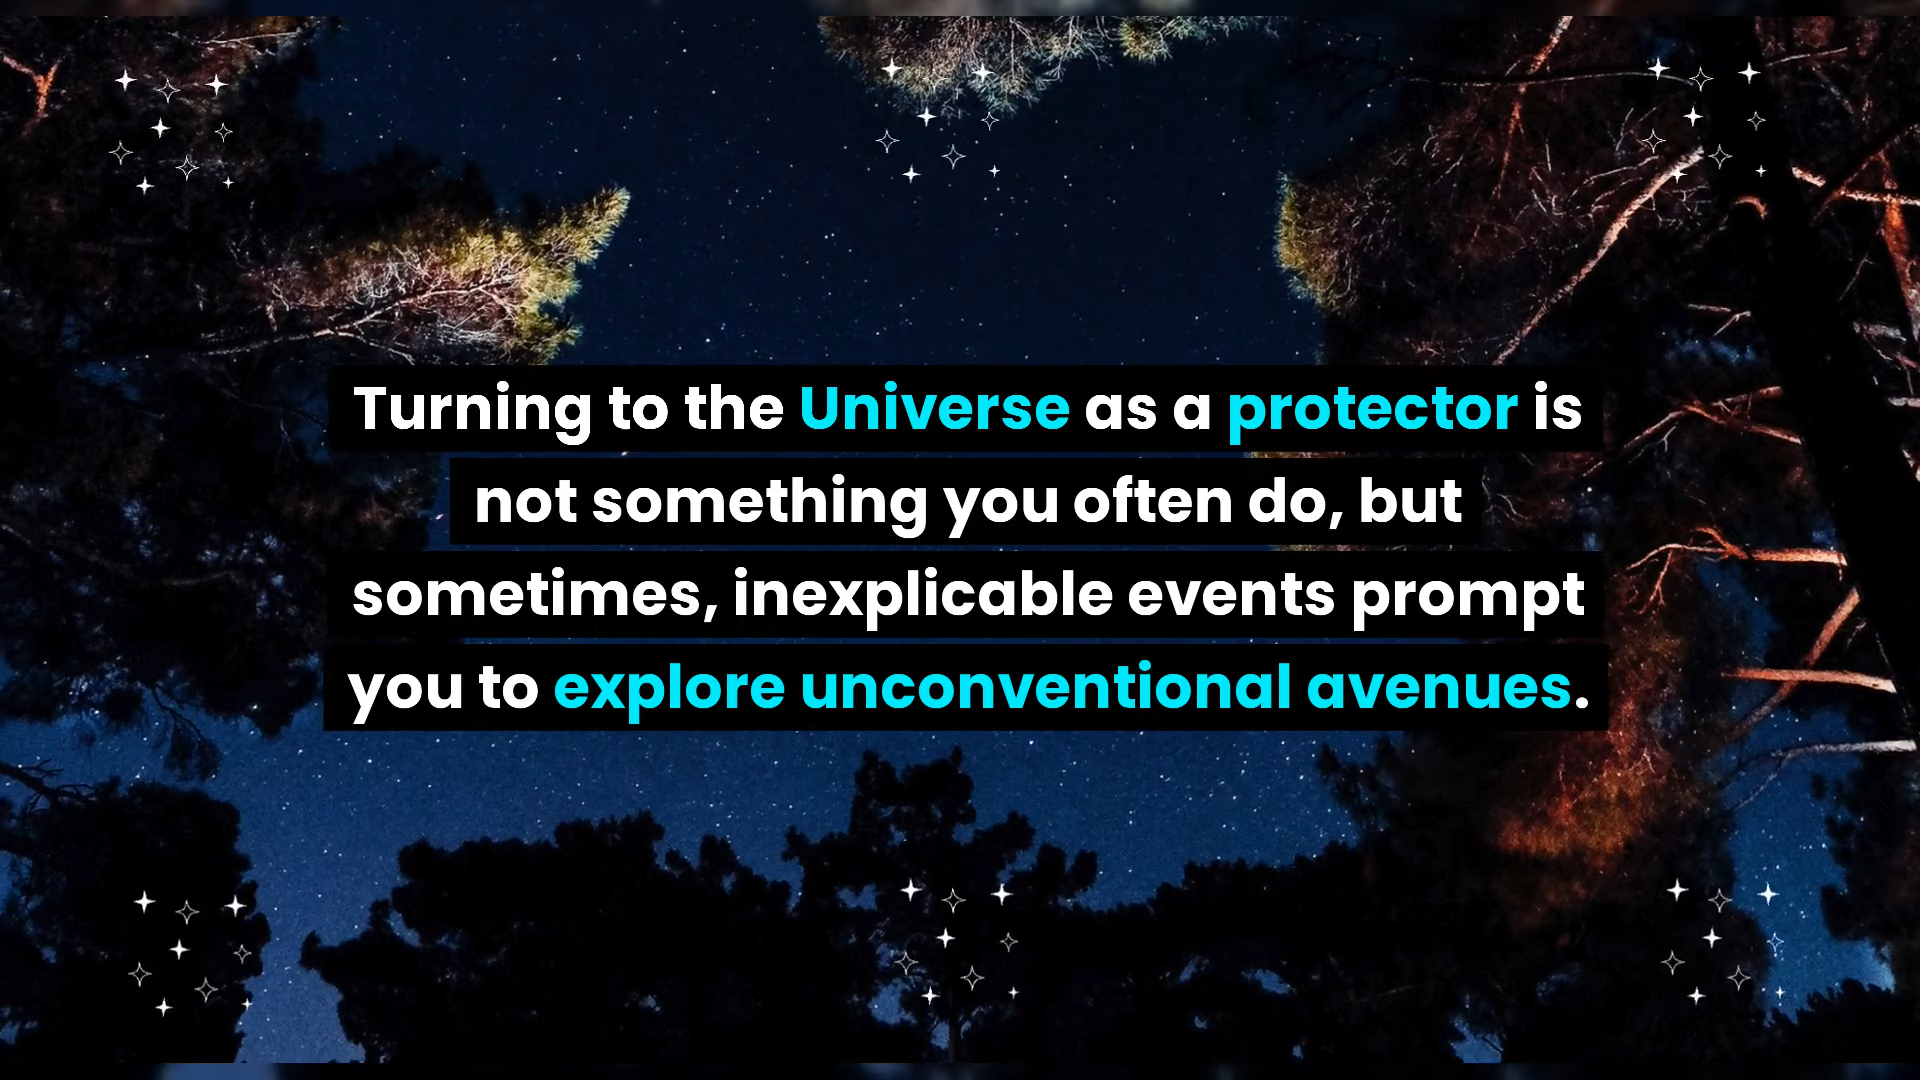 Turning to the Universe as a protector is
not something you often do, but
sometimes, inexplicable events prompt
you to explore unconventional avenues.